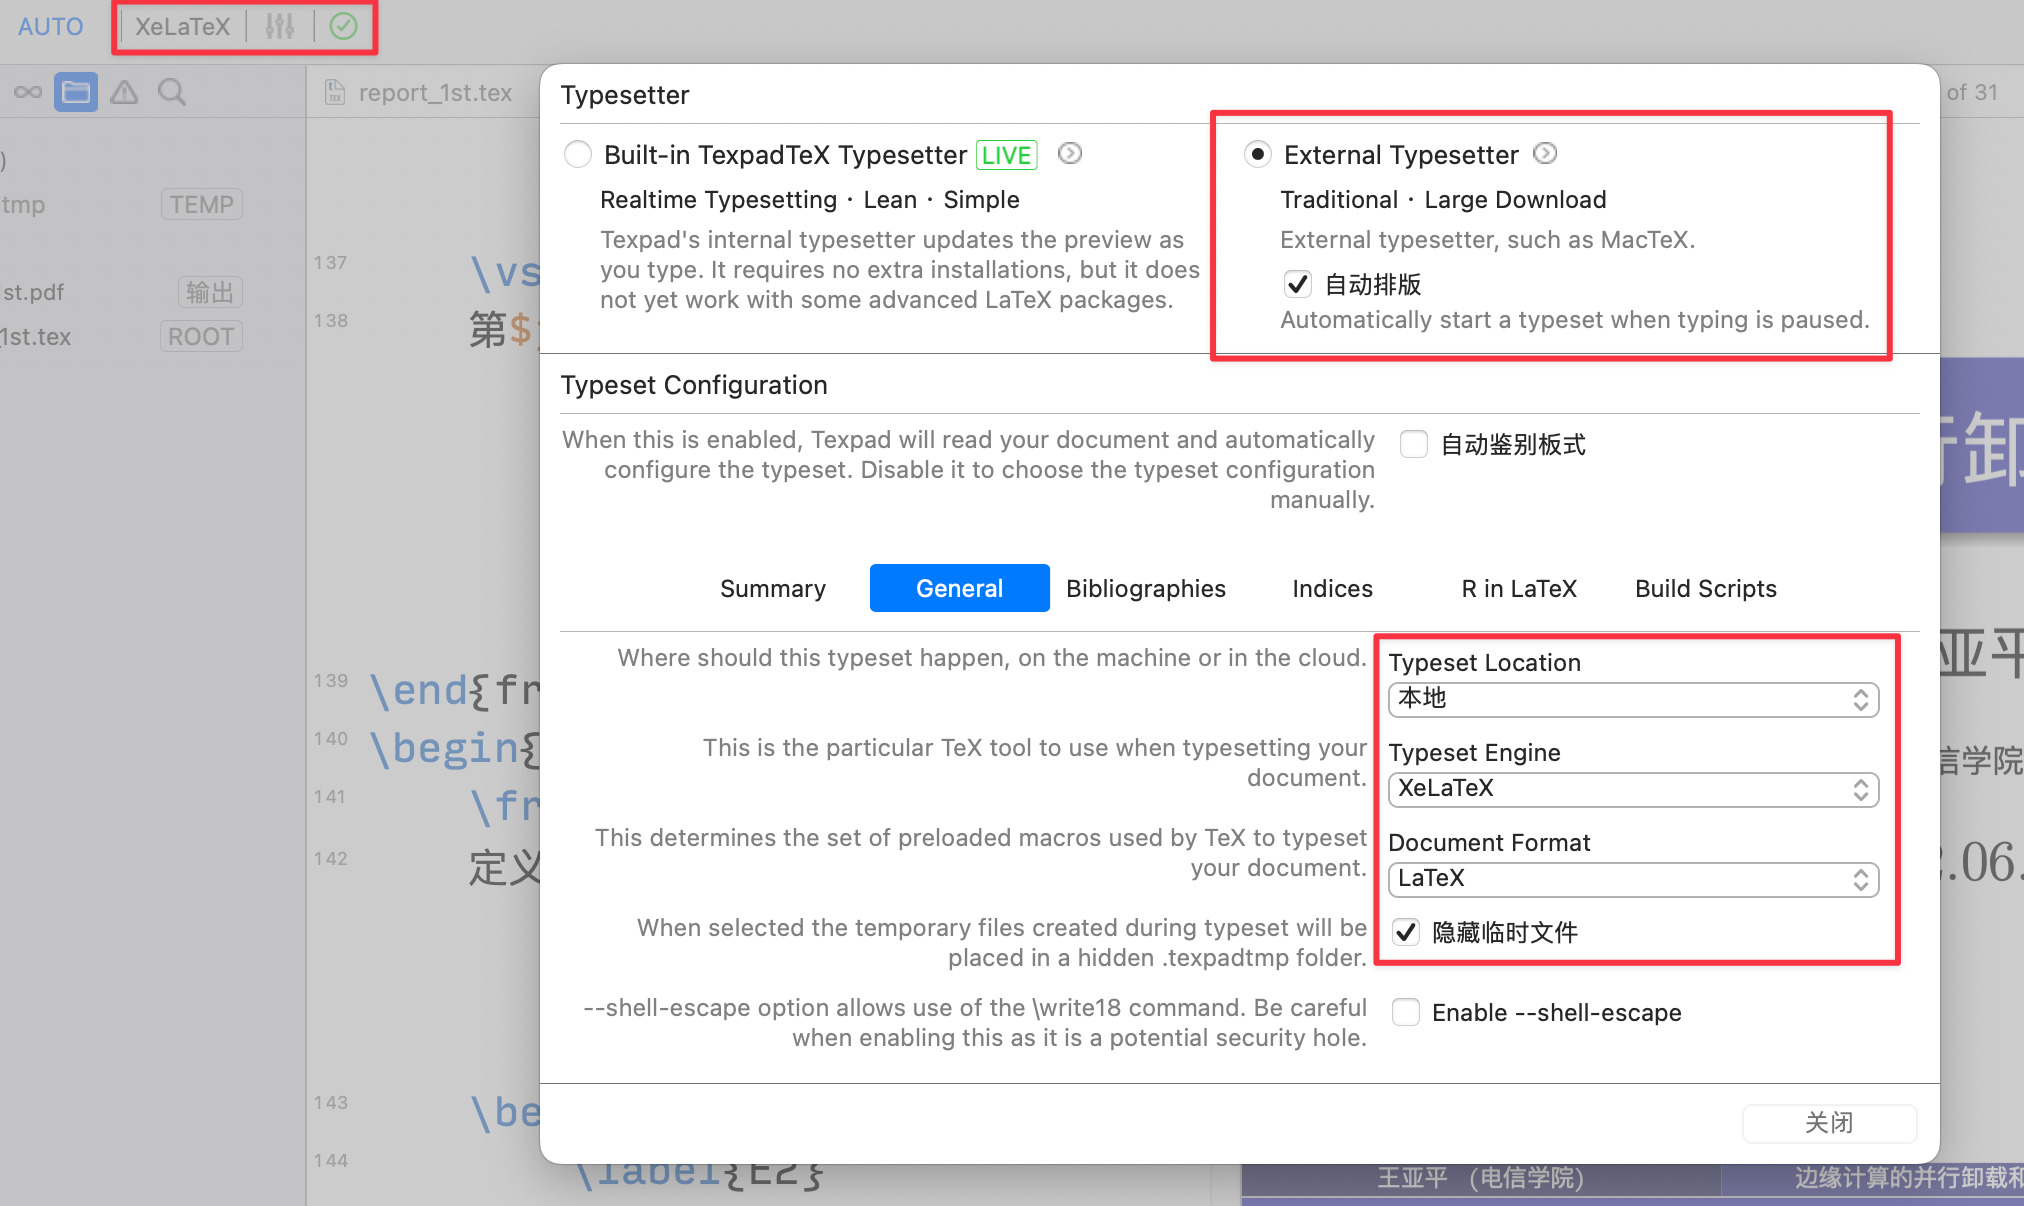 AUTO
XeLaTeX
report_1st.tex
of 31
)
tmp
TEMP
st.pdf
输出
1st.tex
ROOT
137
\vs
138
第$
139
\end{fr
140
\begin{
141
\fr
142
定义
143
\be
144
\label{E2}
Typesetter
Built-in TexpadTeX Typesetter LIVE
Realtime Typesetting · Lean · Simple
Texpad's internal typesetter updates the preview as
you type. It requires no extra installations, but it does
not yet work with some advanced LaTeX packages.
External Typesetter
Traditional · Large Download
External typesetter, such as MacTeX.
自动排版
Automatically start a typeset when typing is paused.
Typeset Configuration
When this is enabled, Texpad will read your document and automatically
configure the typeset. Disable it to choose the typeset configuration
manually.
自动鉴别板式
Summary
General
Bibliographies
Indices
R in LaTeX
Build Scripts
Where should this typeset happen, on the machine or in the cloud.
Typeset Location
本地
This is the particular TeX tool to use when typesetting your
document.
Typeset Engine
XeLaTeX
This determines the set of preloaded macros used by TeX to typeset
your document.
Document Format
LaTeX
When selected the temporary files created during typeset will be
placed in a hidden .texpadtmp folder.
隐藏临时文件
--shell-escape option allows use of the \write18 command. Be careful
when enabling this as it is a potential security hole.
Enable --shell-escape
关闭
行卸
亚平
信学院
.06.
王亚平 (电信学院)
边缘计算的并行卸载和